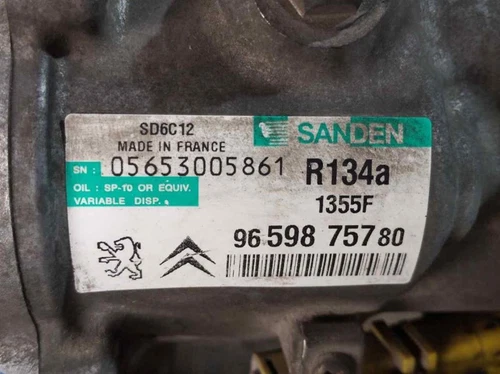 SD6C12
MADE IN FRANCE
SANDEN
SN : 05653005861
R134a
OIL : SP-10 OR EQUIV.
VARIABLE DISP.
1355F
96 598 757 80